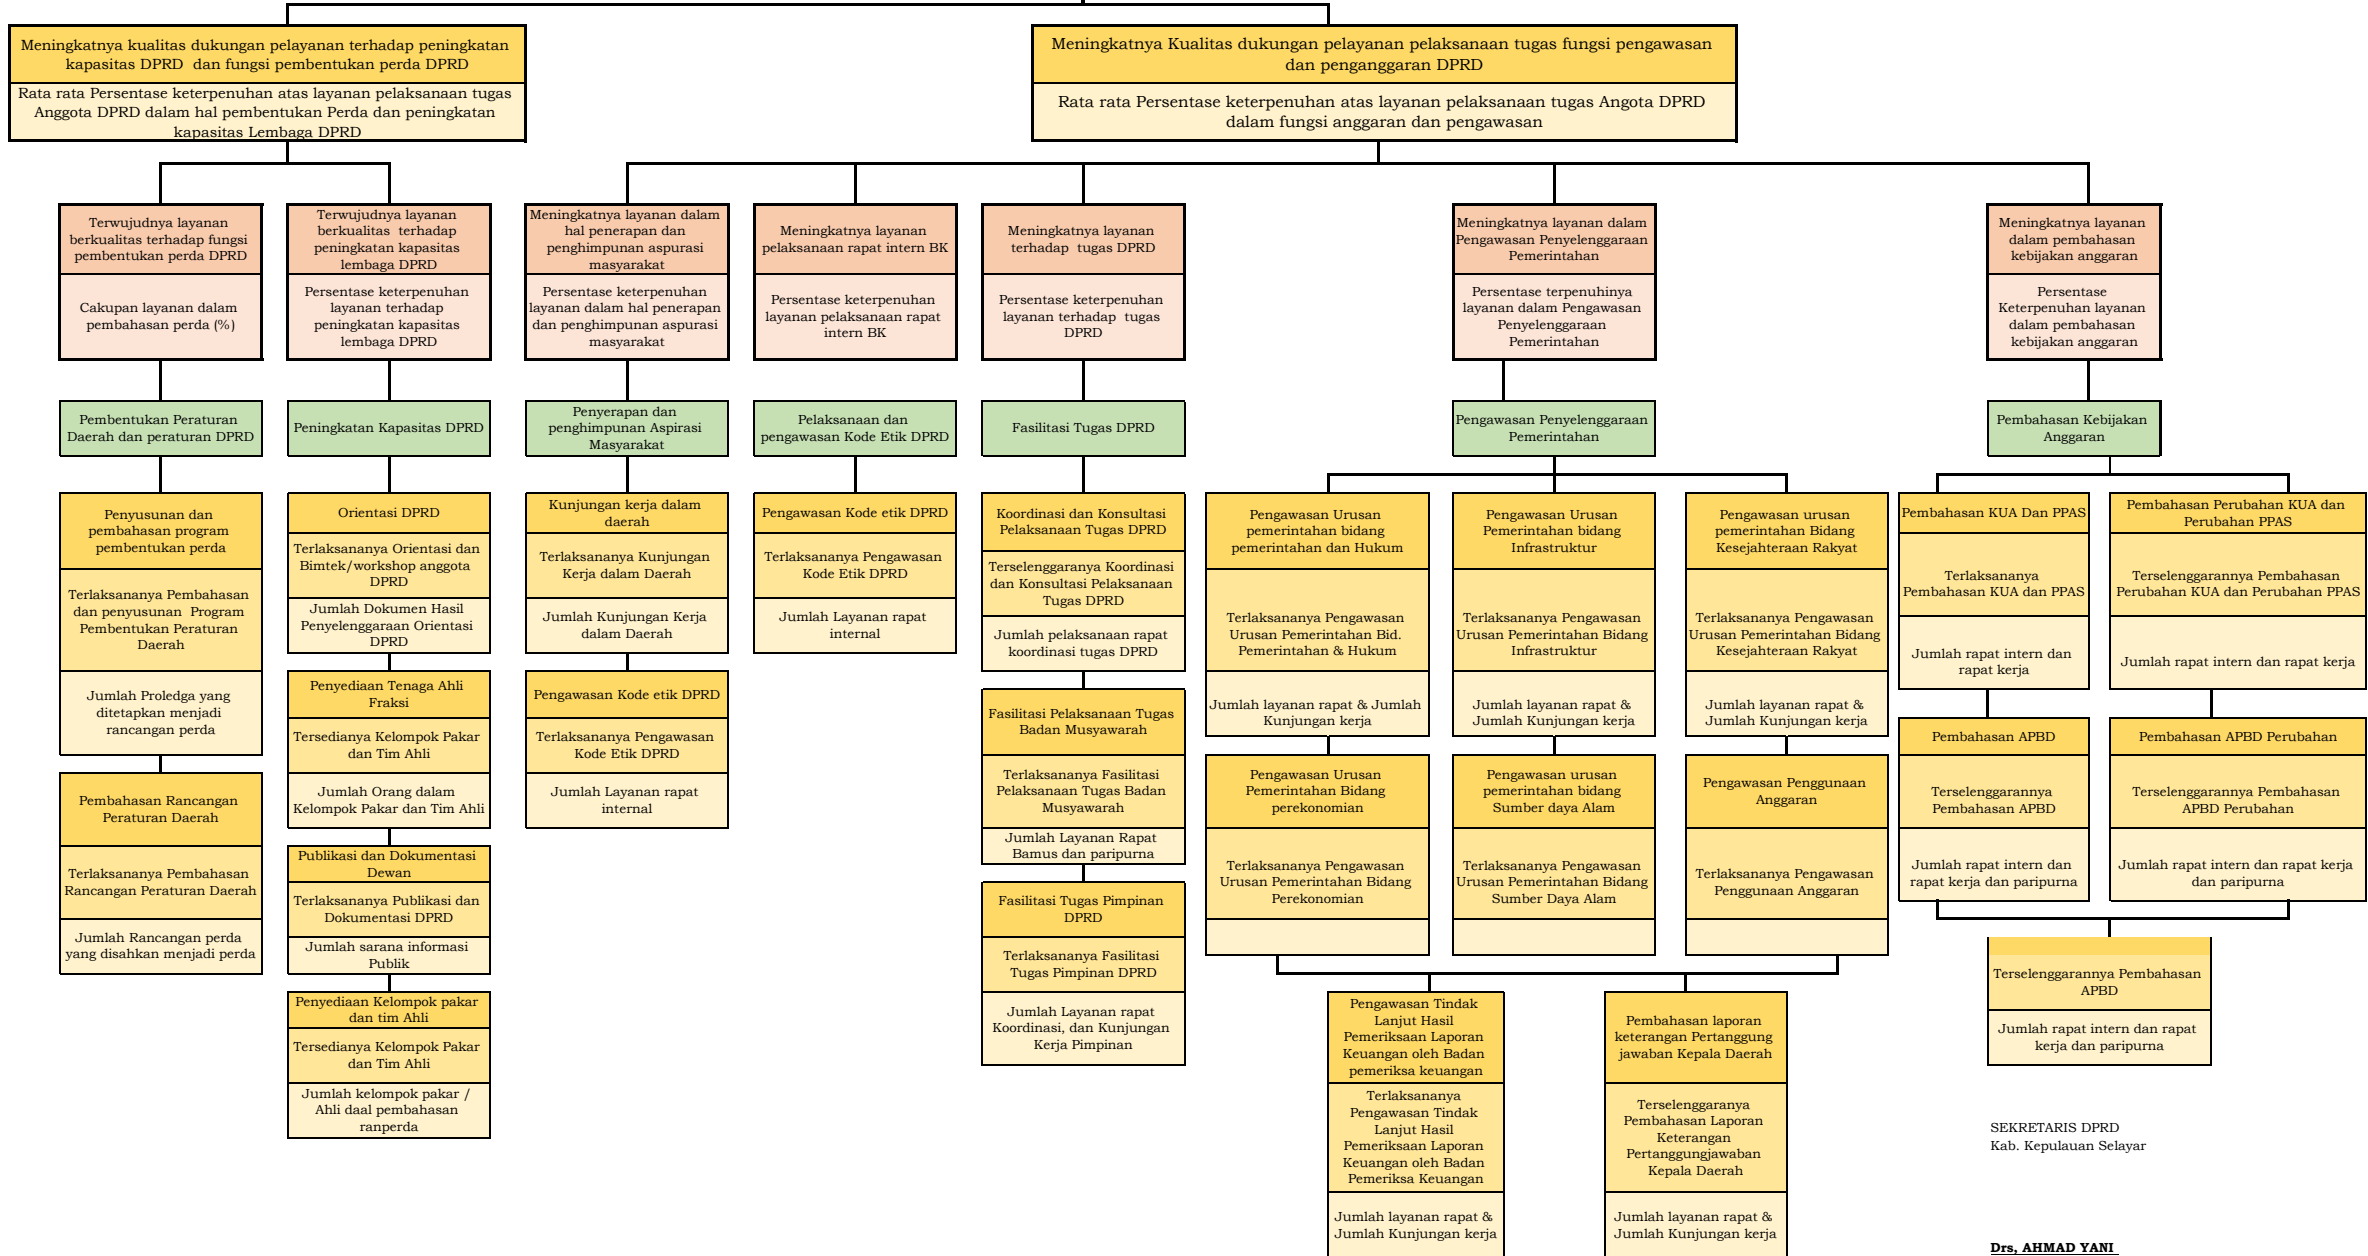 Meningkatnya kualitas dukungan pelayanan terhadap peningkatan
kapasitas DPRD dan fungsi pembentukan perda DPRD
Rata rata Persentase keterpenuhan atas layanan pelaksanaan tugas
Anggota DPRD dalam hal pembentukan Perda dan peningkatan
kapasitas Lembaga DPRD
Meningkatnya Kualitas dukungan pelayanan pelaksanaan tugas fungsi pengawasan
dan penganggaran DPRD
Rata rata Persentase keterpenuhan atas layanan pelaksanaan tugas Angota DPRD
dalam fungsi anggaran dan pengawasan
Terwujudnya layanan
berkualitas terhadap fungsi
pembentukan perda DPRD
Cakupan layanan dalam
pembahasan perda (%)
Terwujudnya layanan
berkualitas terhadap
peningkatan kapasitas
lembaga DPRD
Persentase keterpenuhan
layanan terhadap
peningkatan kapasitas
lembaga DPRD
Meningkatnya layanan dalam
hal penerapan dan
penghimpunan aspurasi
masyarakat
Persentase keterpenuhan
layanan dalam hal penerapan
dan penghimpunan aspurasi
masyarakat
Meningkatnya layanan
pelaksanaan rapat intern BK
Persentase keterpenuhan
layanan pelaksanaan rapat
intern BK
Meningkatnya layanan
terhadap tugas DPRD
Persentase keterpenuhan
layanan terhadap tugas
DPRD
Meningkatnya layanan dalam
Pengawasan Penyelenggaraan
Pemerintahan
Persentase terpenuhinya
layanan dalam Pengawasan
Penyelenggaraan
Pemerintahan
Meningkatnya layanan
dalam pembahasan
kebijakan anggaran
Persentase
Keterpenuhan layanan
dalam pembahasan
kebijakan anggaran
Pembentukan Peraturan
Daerah dan peraturan DPRD
Peningkatan Kapasitas DPRD
Penyerapan dan
penghimpunan Aspirasi
Masyarakat
Pelaksanaan dan
pengawasan Kode Etik DPRD
Fasilitasi Tugas DPRD
Pengawasan Penyelenggaraan
Pemerintahan
Pembahasan Kebijakan
Anggaran
Penyusunan dan
pembahasan program
pembentukan perda
Terlaksananya Pembahasan
dan penyusunan Program
Pembentukan Peraturan
Daerah
Jumlah Proledga yang
ditetapkan menjadi
rancangan perda
Pembahasan Rancangan
Peraturan Daerah
Terlaksananya Pembahasan
Rancangan Peraturan Daerah
Jumlah Rancangan perda
yang disahkan menjadi perda
Orientasi DPRD
Terlaksananya Orientasi dan
Bimtek/workshop anggota
DPRD
Jumlah Dokumen Hasil
Penyelenggaraan Orientasi
DPRD
Penyediaan Tenaga Ahli
Fraksi
Tersedianya Kelompok Pakar
dan Tim Ahli
Jumlah Orang dalam
Kelompok Pakar dan Tim Ahli
Publikasi dan Dokumentasi
Dewan
Terlaksananya Publikasi dan
Dokumentasi DPRD
Jumlah sarana informasi
Publik
Penyediaan Kelompok pakar
dan tim Ahli
Tersedianya Kelompok Pakar
dan Tim Ahli
Jumlah kelompok pakar /
Ahli daal pembahasan
ranperda
Kunjungan kerja dalam
daerah
Terlaksananya Kunjungan
Kerja dalam Daerah
Jumlah Kunjungan Kerja
dalam Daerah
Pengawasan Kode etik DPRD
Terlaksananya Pengawasan
Kode Etik DPRD
Jumlah Layanan rapat
internal
Pengawasan Kode etik DPRD
Terlaksananya Pengawasan
Kode Etik DPRD
Jumlah Layanan rapat
internal
Koordinasi dan Konsultasi
Pelaksanaan Tugas DPRD
Terselenggaranya Koordinasi
dan Konsultasi Pelaksanaan
Tugas DPRD
Jumlah pelaksanaan rapat
koordinasi tugas DPRD
Fasilitasi Pelaksanaan Tugas
Badan Musyawarah
Terlaksananya Fasilitasi
Pelaksanaan Tugas Badan
Musyawarah
Jumlah Layanan Rapat
Bamus dan paripurna
Fasilitasi Tugas Pimpinan
DPRD
Terlaksananya Fasilitasi
Tugas Pimpinan DPRD
Jumlah Layanan rapat
Koordinasi, dan Kunjungan
Kerja Pimpinan
Pengawasan Urusan
pemerintahan bidang
pemerintahan dan Hukum
Terlaksananya Pengawasan
Urusan Pemerintahan Bid.
Pemerintahan & Hukum
Jumlah layanan rapat & Jumlah
Kunjungan kerja
Pengawasan Urusan
Pemerintahan Bidang
perekonomian
Terlaksananya Pengawasan
Urusan Pemerintahan Bidang
Perekonomian
Pengawasan Urusan
Pemerintahan bidang
Infrastruktur
Terlaksananya Pengawasan
Urusan Pemerintahan Bidang
Infrastruktur
Jumlah layanan rapat &
Jumlah Kunjungan kerja
Pengawasan urusan
pemerintahan bidang
Sumber daya Alam
Terlaksananya Pengawasan
Urusan Pemerintahan Bidang
Sumber Daya Alam
Pengawasan urusan
pemerintahan Bidang
Kesejahteraan Rakyat
Terlaksananya Pengawasan
Urusan Pemerintahan Bidang
Kesejahteraan Rakyat
Jumlah layanan rapat &
Jumlah Kunjungan kerja
Pengawasan Penggunaan
Anggaran
Terlaksananya Pengawasan
Penggunaan Anggaran
Pengawasan Tindak
Lanjut Hasil
Pemeriksaan Laporan
Keuangan oleh Badan
pemeriksa keuangan
Terlaksananya
Pengawasan Tindak
Lanjut Hasil
Pemeriksaan Laporan
Keuangan oleh Badan
Pemeriksa Keuangan
Jumlah layanan rapat &
Jumlah Kunjungan kerja
Pembahasan laporan
keterangan Pertanggung
jawaban Kepala Daerah
Terselenggaranya
Pembahasan Laporan
Keterangan
Pertanggungjawaban
Kepala Daerah
Jumlah layanan rapat &
Jumlah Kunjungan kerja
Pembahasan KUA Dan PPAS
Terlaksananya
Pembahasan KUA dan PPAS
Jumlah rapat intern dan
rapat kerja
Pembahasan APBD
Terselenggarannya
Pembahasan APBD
Jumlah rapat intern dan
rapat kerja dan paripurna
Pembahasan Perubahan KUA dan
Perubahan PPAS
Terselenggarannya Pembahasan
Perubahan KUA dan Perubahan PPAS
Jumlah rapat intern dan rapat kerja
Pembahasan APBD Perubahan
Terselenggarannya Pembahasan
APBD Perubahan
Jumlah rapat intern dan rapat kerja
dan paripurna
Terselenggarannya Pembahasan
APBD
Jumlah rapat intern dan rapat
kerja dan paripurna
SEKRETARIS DPRD
Kab. Kepulauan Selayar
Drs, AHMAD YANI